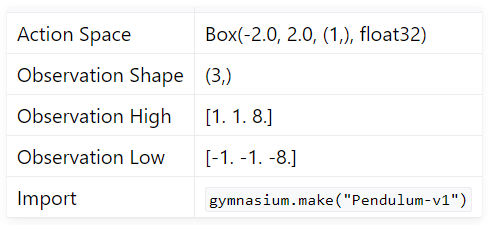 Action Space Box(-2.0, 2.0, (1,), float32)
Observation Shape (3,)
Observation High [1. 1. 8.]
Observation Low [-1. -1. -8.]
Import gymnasium.make("Pendulum-v1")